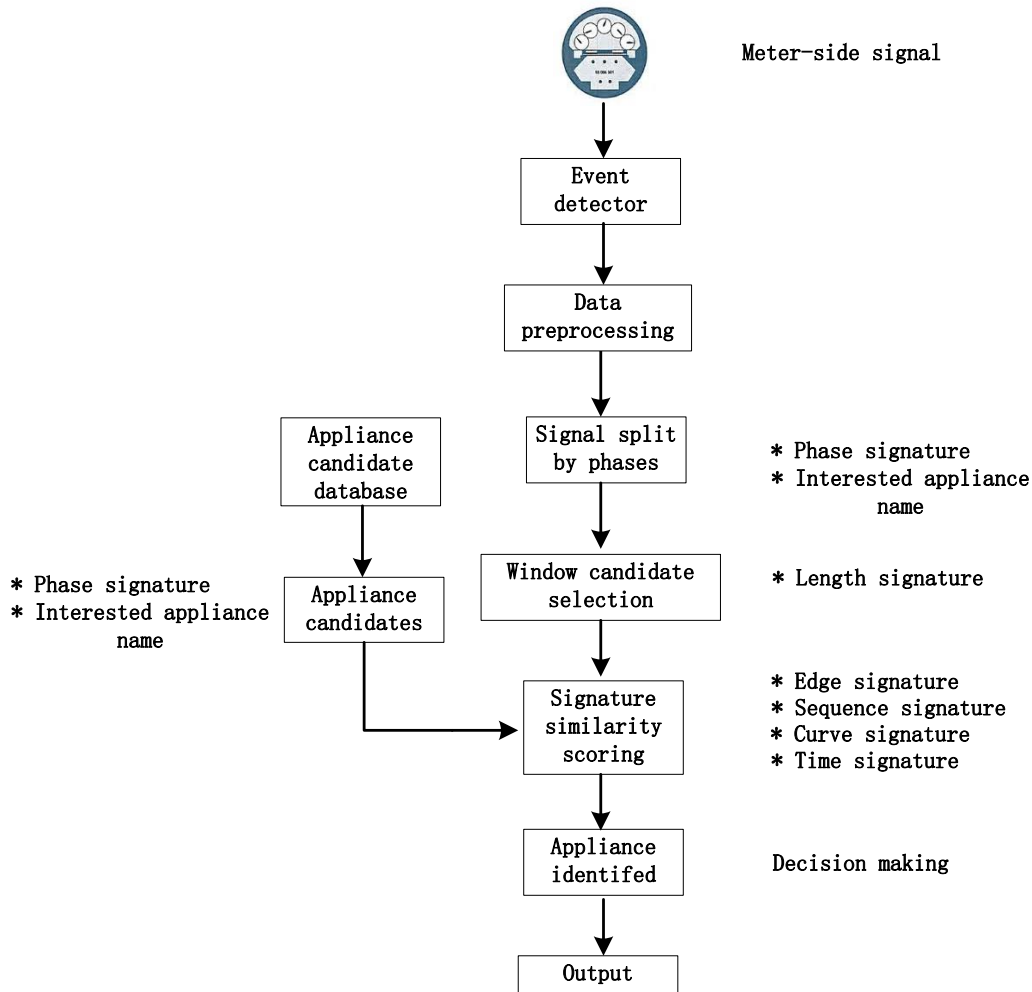 Meter-side signal
Event
detector
Data
preprocessing
Appliance
candidate
database
Signal split
by phases
* Phase signature
* Interested appliance
name
* Phase signature
* Interested appliance
name
Appliance
candidates
Window candidate
selection
* Length signature
Signature
similarity
scoring
* Edge signature
* Sequence signature
* Curve signature
* Time signature
Appliance
identifed
Decision making
Output